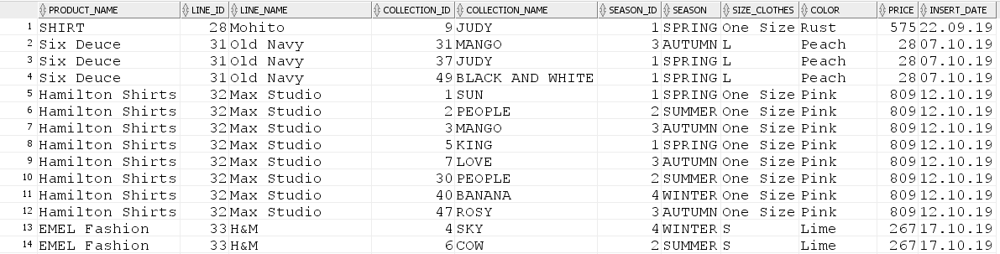 PRODUCT_NAME LINE_ID LINE_NAME COLLECTION_ID COLLECTION_NAME SEASON_ID SEASON SIZE_CLOTHES COLOR PRICE INSERT_DATE
1 SHIRT 28 Mohito 9 JUDY 1 SPRING One Size Rust 575 22.09.19
2 Six Deuce 31 Old Navy 31 MANGO 3 AUTUMN L Peach 28 07.10.19
3 Six Deuce 31 Old Navy 37 JUDY 1 SPRING L Peach 28 07.10.19
4 Six Deuce 31 Old Navy 49 BLACK AND WHITE 1 SPRING L Peach 28 07.10.19
5 Hamilton Shirts 32 Max Studio 1 SUN 1 SPRING One Size Pink 809 12.10.19
6 Hamilton Shirts 32 Max Studio 2 PEOPLE 2 SUMMER One Size Pink 809 12.10.19
7 Hamilton Shirts 32 Max Studio 3 MANGO 3 AUTUMN One Size Pink 809 12.10.19
8 Hamilton Shirts 32 Max Studio 5 KING 1 SPRING One Size Pink 809 12.10.19
9 Hamilton Shirts 32 Max Studio 7 LOVE 3 AUTUMN One Size Pink 809 12.10.19
10 Hamilton Shirts 32 Max Studio 30 PEOPLE 2 SUMMER One Size Pink 809 12.10.19
11 Hamilton Shirts 32 Max Studio 40 BANANA 4 WINTER One Size Pink 809 12.10.19
12 Hamilton Shirts 32 Max Studio 47 ROSY 3 AUTUMN One Size Pink 809 12.10.19
13 EMEL Fashion 33 H&M 4 SKY 4 WINTER S Lime 267 17.10.19
14 EMEL Fashion 33 H&M 6 COW 2 SUMMER S Lime 267 17.10.19